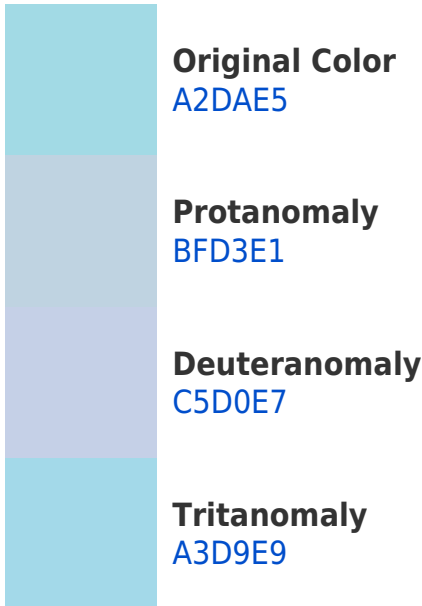 Original Color
A2DAE5
Protanomaly
BFD3E1
Deuteranomaly
C5D0E7
Tritanomaly
A3D9E9